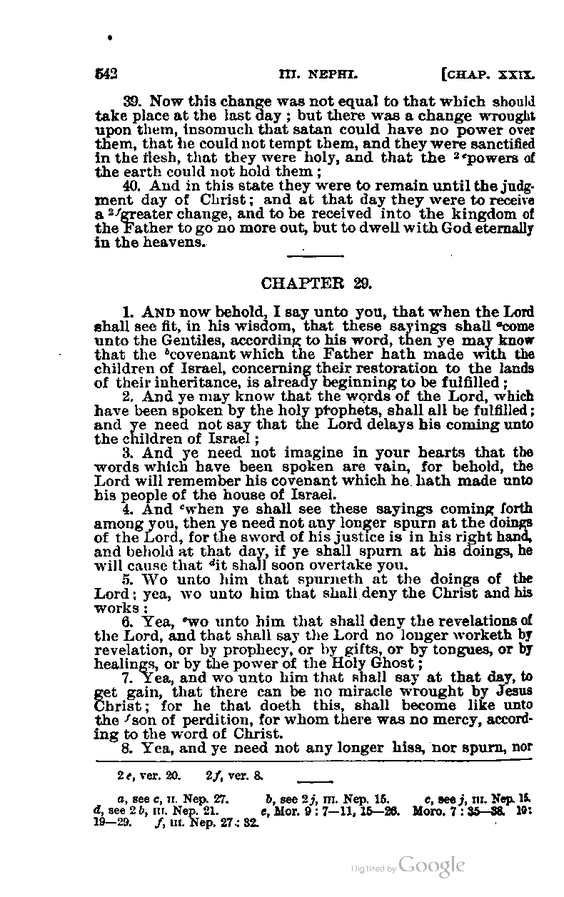 542 III. NEPHI. [CHAP. XXIX.
39. Now this change was not equal to that which should
take place at the last day; but there was a change wrought
upon them, insomuch that satan could have no power over
them, that he could not tempt them, and they were sanctified
in the flesh, that they were holy, and that the 2epowers of
the earth could not hold them;
40. And in this state they were to remain until the judg-
ment day of Christ; and at that day they were to receive
a 2fgreater change, and to be received into the kingdom of
the Father to go no more out, but to dwell with God eternally
in the heavens.
CHAPTER 29.
1. AND now behold, I say unto you, that when the Lord
shall see fit, in his wisdom, that these sayings shall acome
unto the Gentiles, according to his word, then ye may know
that the bcovenant which the Father hath made with the
children of Israel, concerning their restoration to the lands
of their inheritance, is already beginning to be fulfilled;
2. And ye may know that the words of the Lord, which
have been spoken by the holy prophets, shall all be fulfilled;
and ye need not say that the Lord delays his coming unto
the children of Israel;
3. And ye need not imagine in your hearts that the
words which have been spoken are vain, for behold, the
Lord will remember his covenant which he hath made unto
his people of the house of Israel.
4. And cwhen ye shall see these sayings coming forth
among you, then ye need not any longer spurn at the doings
of the Lord, for the sword of his justice is in his right hand,
and behold at that day, if ye shall spurn at his doings, he
will cause that dit shall soon overtake you.
5. Wo unto him that spurneth at the doings of the
Lord; yea, wo unto him that shall deny the Christ and his
works:
6. Yea, ewo unto him that shall deny the revelations of
the Lord, and that shall say the Lord no longer worketh by
revelation, or by prophecy, or by gifts, or by tongues, or by
healings, or by the power of the Holy Ghost;
7. Yea, and wo unto him that shall say at that day, to
get gain, that there can be no miracle wrought by Jesus
Christ; for he that doeth this, shall become like unto
the fson of perdition, for whom there was no mercy, accord-
ing to the word of Christ.
8. Yea, and ye need not any longer hiss, nor spurn, nor
2e, ver. 20. 2f, ver. 8.
a, see c, II. Nep. 27. b, see 2j, III. Nep. 15. c, see j, III. Nep. 15.
d, see 2b, III. Nep. 21. e, Mor. 9:7—11, 15—26. Moro. 7:35—38. 10:
19—29. f, III. Nep. 27:32.
Digitized by Google